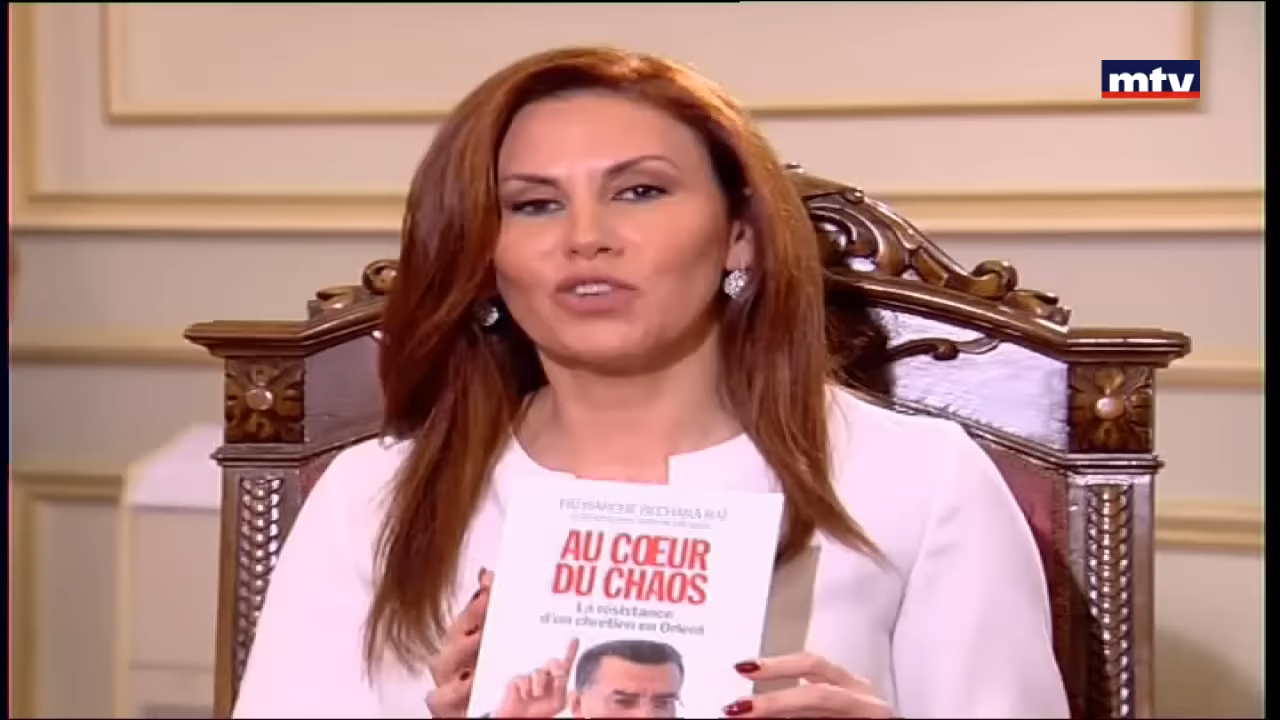 mtv
PATRIARCHE BECHARA RAÏ
AU CŒUR
DU CHAOS
La résistance
d'un chrétien en Orient